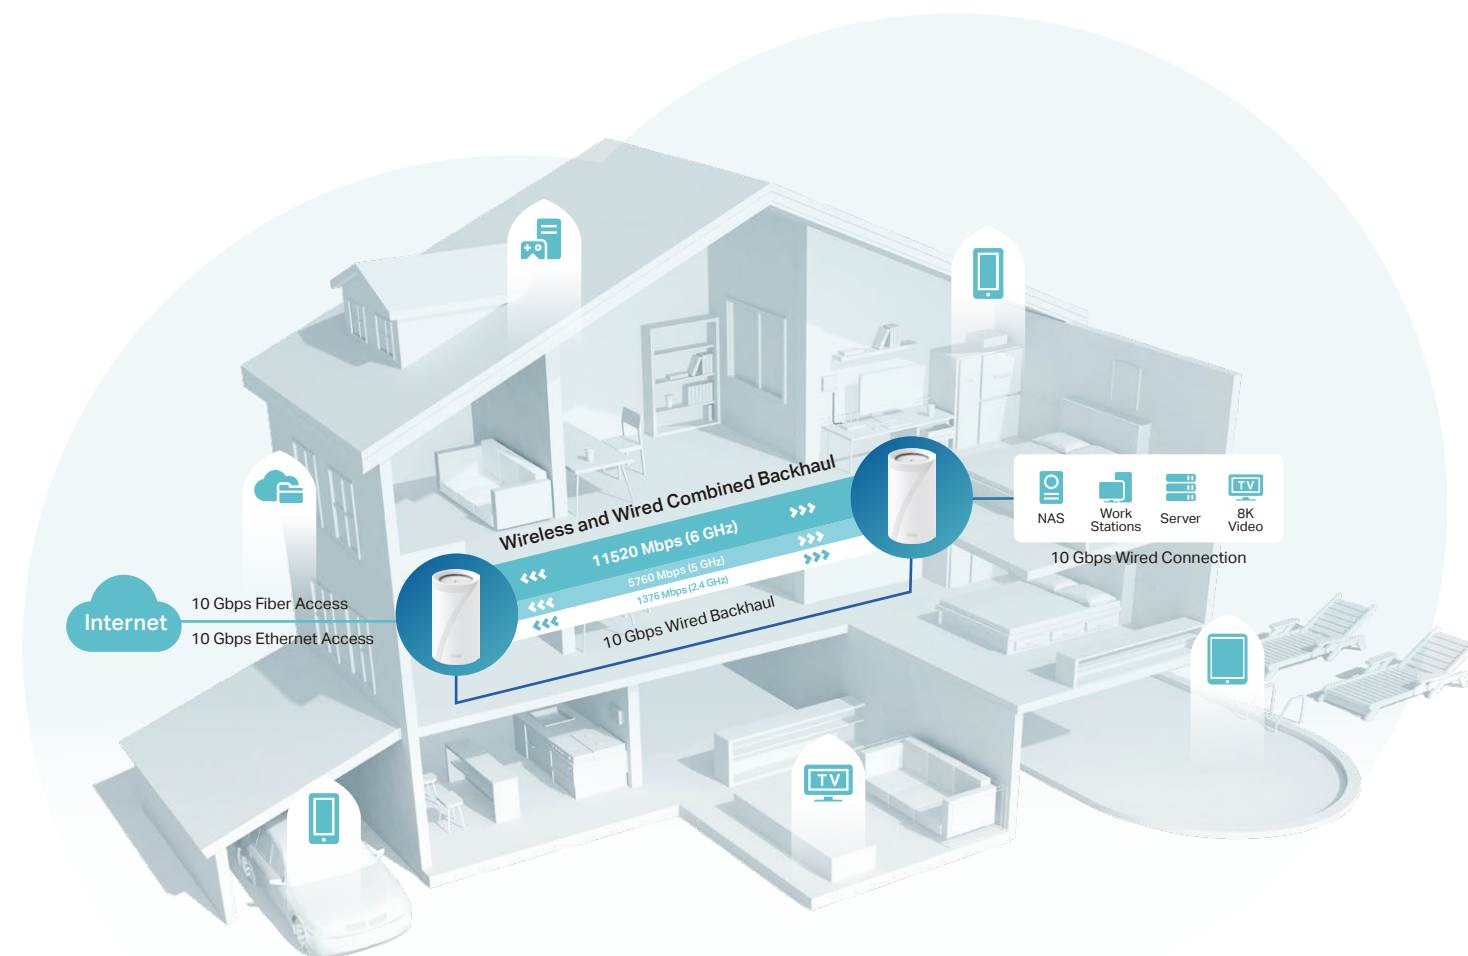 Wireless and Wired Combined Backhaul
11520 Mbps (6 GHz)
5760 Mbps (5 GHz)
1376 Mbps (2.4 GHz)
10 Gbps Wired Backhaul
Internet
10 Gbps Fiber Access
10 Gbps Ethernet Access
NAS
Work
Stations
Server
TV
8K
Video
10 Gbps Wired Connection
TV